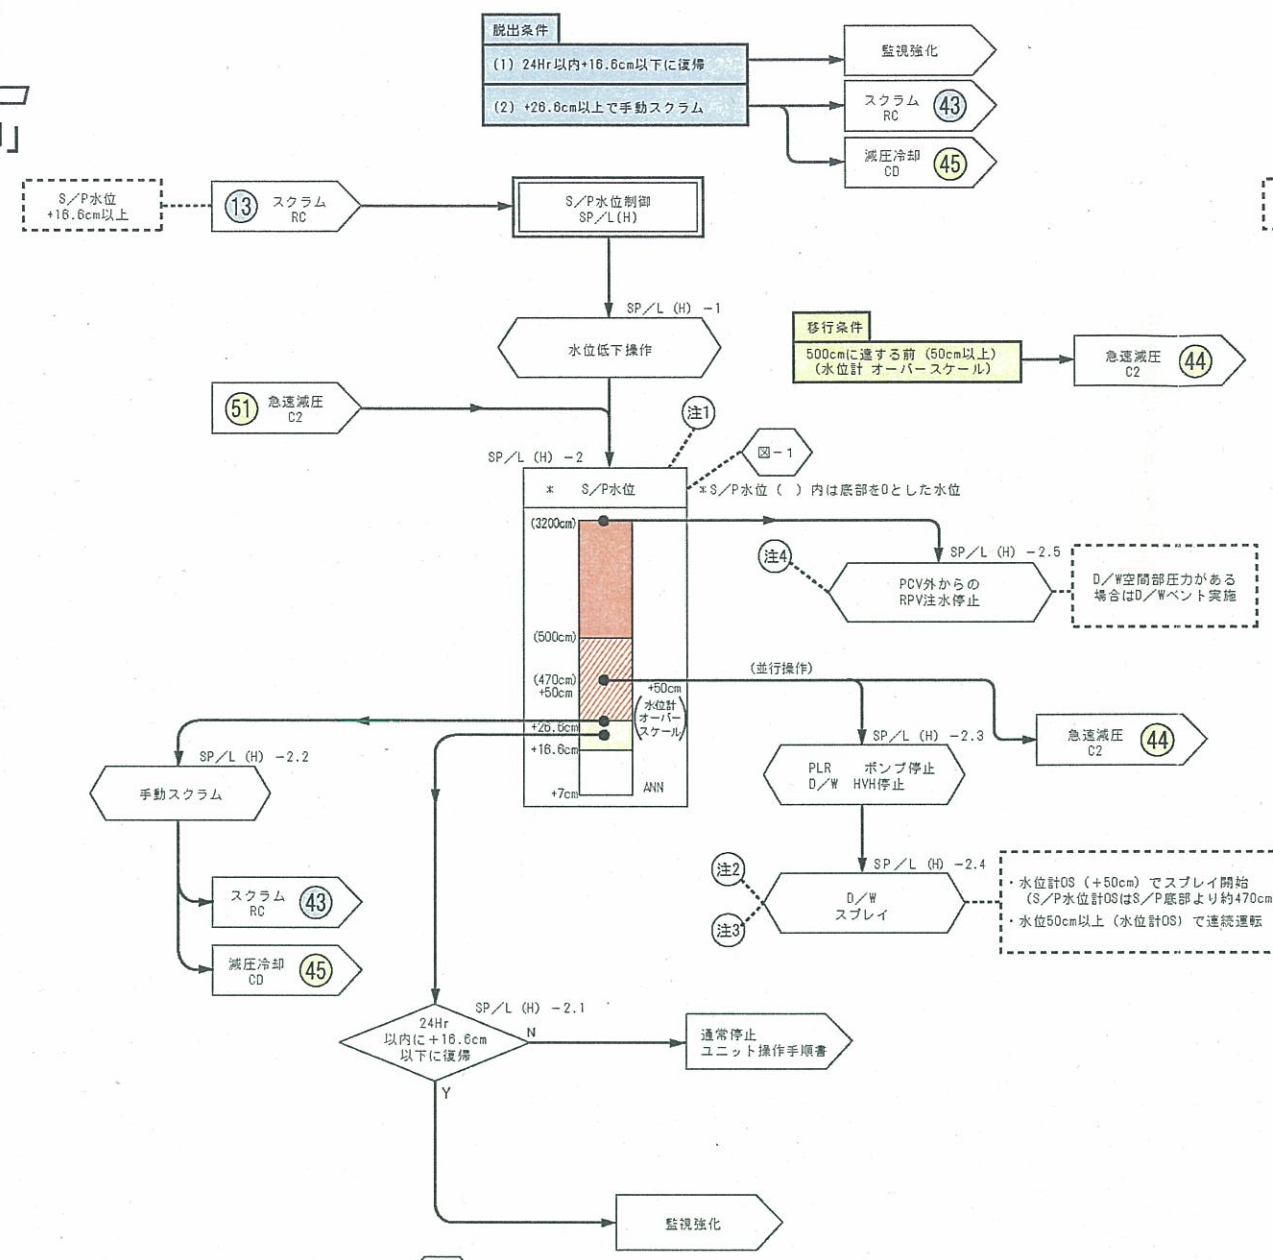 脱出条件
(1) 24Hr以内+16.6cm以下に復帰
(2) +26.6cm以上で手動スクラム
監視強化
スクラム
RC
43
減圧冷却
CD
45
」
S/P水位
+16.6cm以上
13
スクラム
RC
S/P水位制御
SP/L(H)
SP/L (H) -1
水位低下操作
移行条件
500cmに達する前 (50cm以上)
(水位計 オーバースケール)
急速減圧
C2
44
51
急速減圧
C2
注1
図-1
SP/L (H) -2
* S/P水位
*S/P水位 ( ) 内は底部を0とした水位
(3200cm)
SP/L (H) -2.5
注4
PCV外からの
RPV注水停止
D/W空間部圧力がある
場合はD/Wベント実施
(500cm)
(並行操作)
(470cm)
+50cm
+50cm
(水位計
オーバー
スケール)
+26.6cm
+16.6cm
+7cm
ANN
SP/L (H) -2.2
手動スクラム
SP/L (H) -2.3
PLR ポンプ停止
D/W HVH停止
急速減圧
C2
44
SP/L (H) -2.4
注2
注3
D/W
スプレイ
・水位計OS (+50cm) でスプレイ開始
(S/P水位計OSはS/P底部より約470cm
・水位50cm以上 (水位計OS) で連続運転
スクラム
RC
43
減圧冷却
CD
45
SP/L (H) -2.1
24Hr
以内に+16.6cm
以下に復帰
N
Y
通常停止
ユニット操作手順書
監視強化